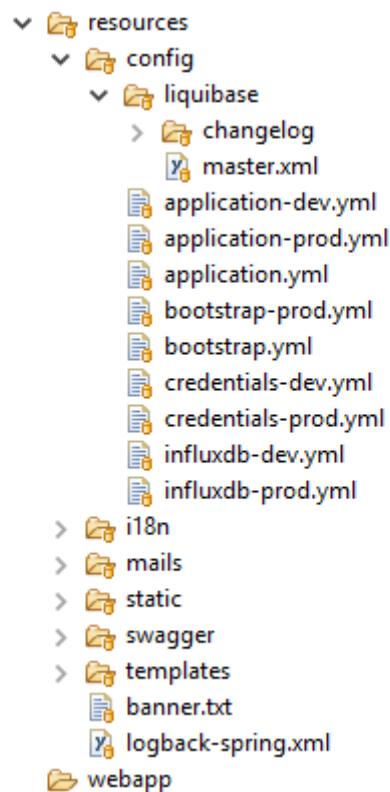 resources
config
liquibase
changelog
master.xml
application-dev.yml
application-prod.yml
application.yml
bootstrap-prod.yml
bootstrap.yml
credentials-dev.yml
credentials-prod.yml
influxdb-dev.yml
influxdb-prod.yml
i18n
mails
static
swagger
templates
banner.txt
logback-spring.xml
webapp